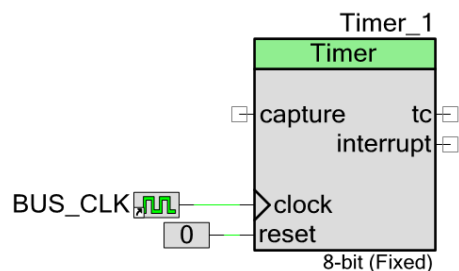 Timer_1
Timer
capture tc
interrupt
BUS_CLK clock
0 reset
8-bit (Fixed)